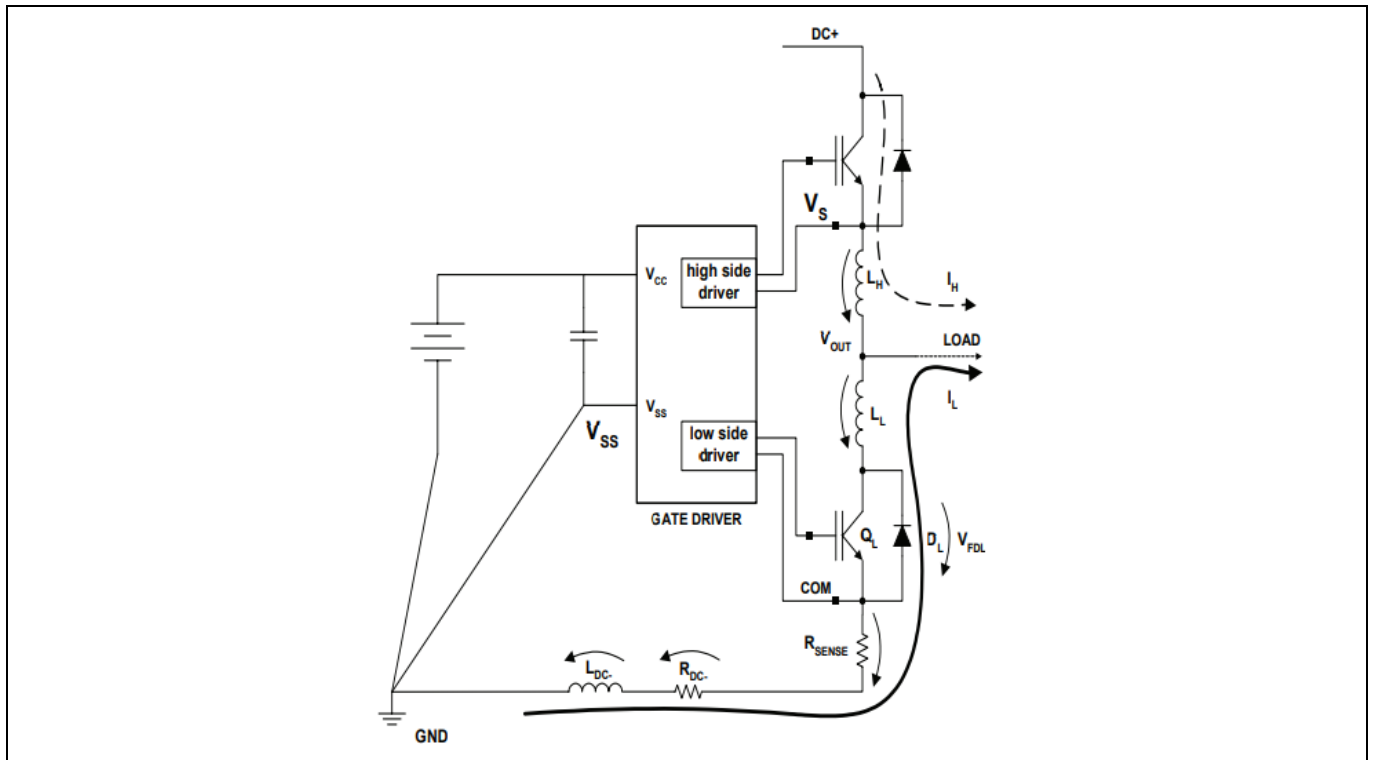 DC+
V_S
V_CC
high side
driver
L_H
I_H
V_OUT
LOAD
I_L
V_SS
V_SS
L_L
low side
driver
GATE DRIVER
Q_L
D_L
V_FDL
COM
R_SENSE
L_DC-
R_DC-
GND